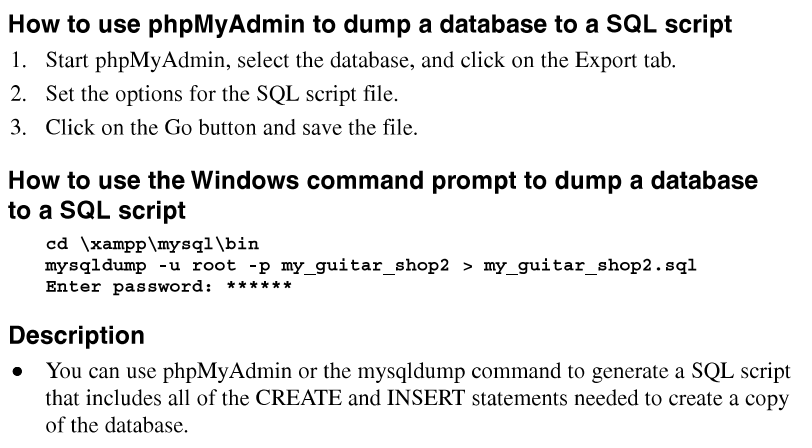 How to use phpMyAdmin to dump a database to a SQL script
1. Start phpMyAdmin, select the database, and click on the Export tab.
2. Set the options for the SQL script file.
3. Click on the Go button and save the file.
How to use the Windows command prompt to dump a database
to a SQL script
cd \xampp\mysql\bin
mysqldump -u root -p my_guitar_shop2 > my_guitar_shop2.sql
Enter password: ******
Description
● You can use phpMyAdmin or the mysqldump command to generate a SQL script
that includes all of the CREATE and INSERT statements needed to create a copy
of the database.